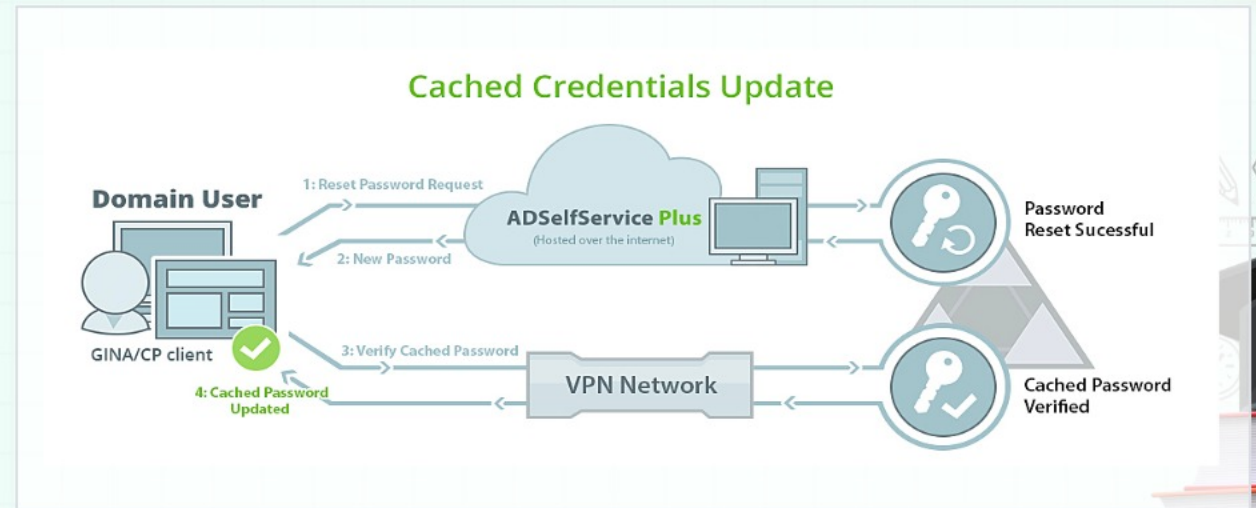 Cached Credentials Update
Domain User
GINA/CP client
1: Reset Password Request
ADSelfService Plus
(Hosted over the internet)
2: New Password
Password
Reset Sucessful
3: Verify Cached Password
VPN Network
4: Cached Password
Updated
Cached Password
Verified